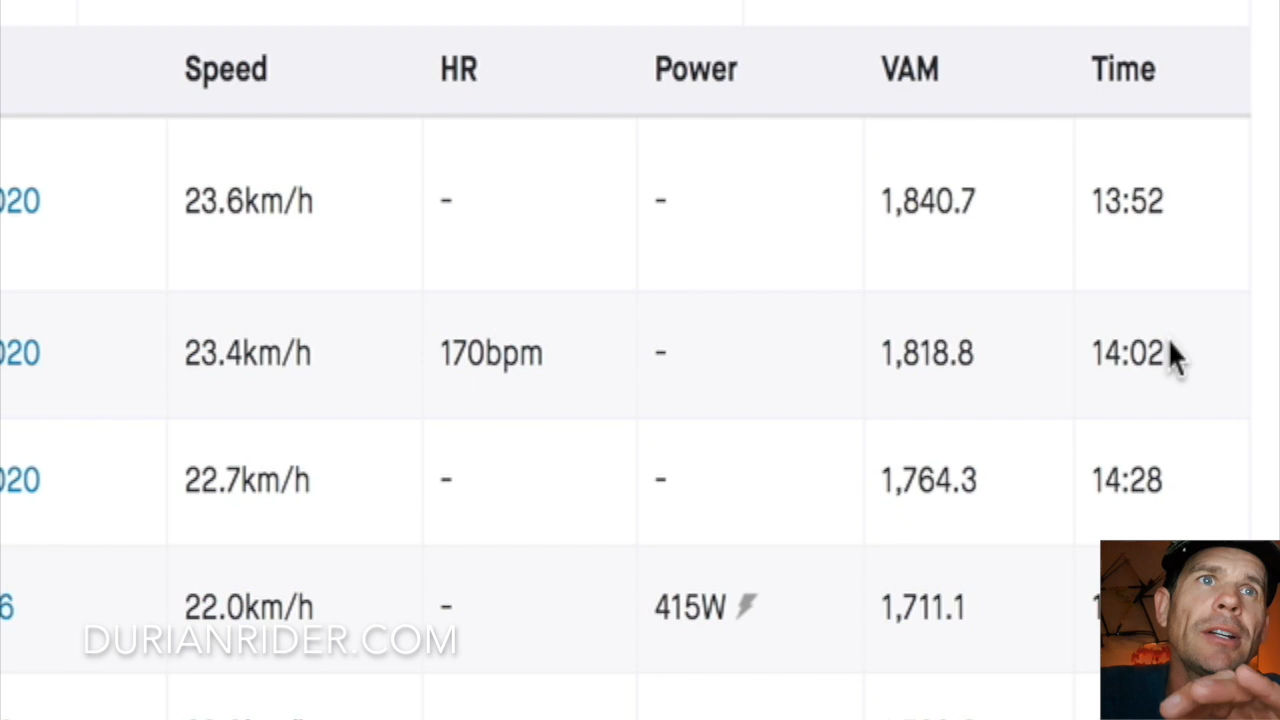 Speed HR Power VAM Time
020 23.6km/h - - 1,840.7 13:52
020 23.4km/h 170bpm - 1,818.8 14:02
020 22.7km/h - - 1,764.3 14:28
6 22.0km/h - 415W 1,711.1 1
DURIANRIDER.COM